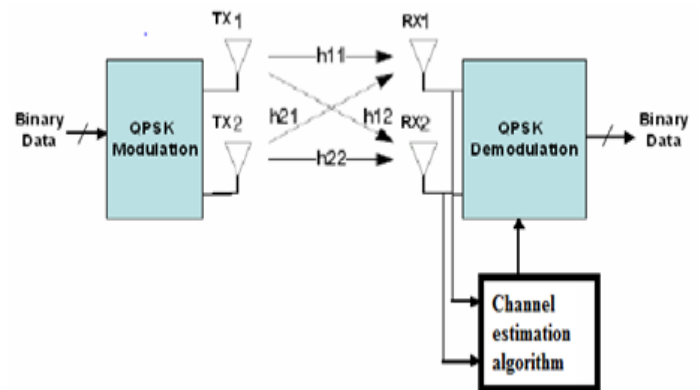 TX1
RX1
h11
Binary
Data
QPSK
Modulation
TX2
h21
h12
RX2
h22
QPSK
Demodulation
Binary
Data
Channel
estimation
algorithm